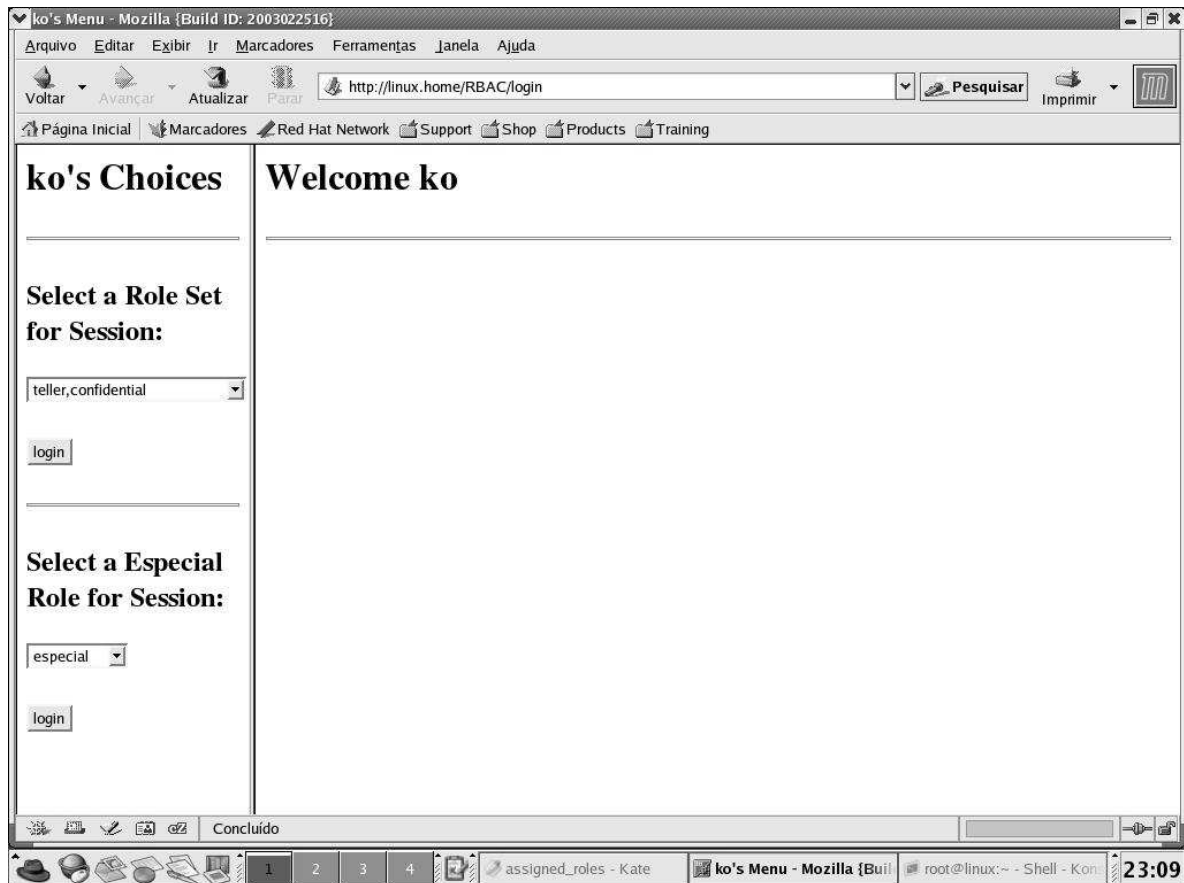 ko's Menu - Mozilla {Build ID: 2003022516}
Arquivo Editar Exibir Ir Marcadores Ferramentas Janela Ajuda
Voltar Avançar Atualizar Parar http://linux.home/RBAC/login Pesquisar Imprimir
Página Inicial Marcadores Red Hat Network Support Shop Products Training
ko's Choices
Select a Role Set
for Session:
teller,confidential
login
Select a Especial
Role for Session:
especial
login
Welcome ko
Concluído
1 2 3 4 assigned_roles - Kate ko's Menu - Mozilla {Buil root@linux:~ - Shell - Kon 23:09